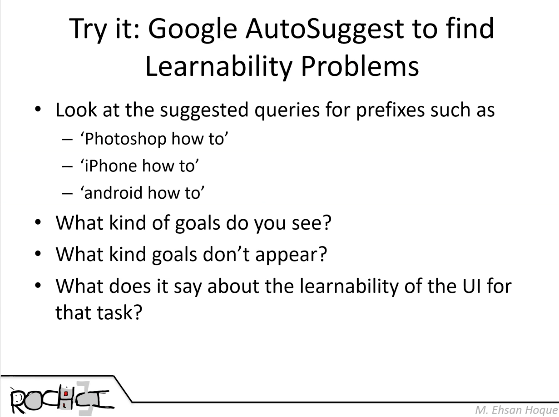 Try it: Google AutoSuggest to find
Learnability Problems
• Look at the suggested queries for prefixes such as
– ‘Photoshop how to’
– ‘iPhone how to’
– ‘android how to’
• What kind of goals do you see?
• What kind goals don’t appear?
• What does it say about the learnability of the UI for
that task?
ROCHCI
M. Ehsan Hoque